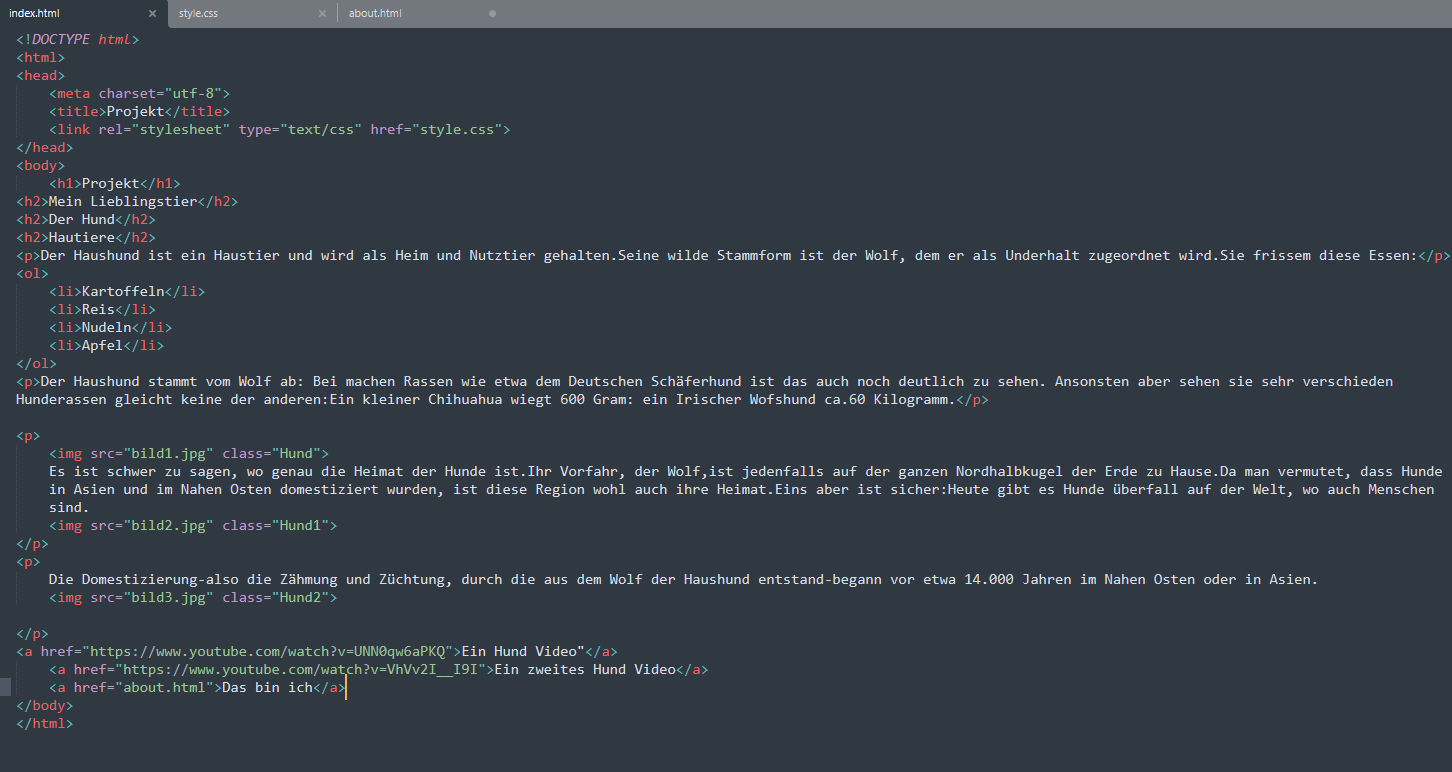 index.html × style.css × about.html
<!DOCTYPE html>
<html>
<head>
    <meta charset="utf-8">
    <title>Projekt</title>
    <link rel="stylesheet" type="text/css" href="style.css">
</head>
<body>
    <h1>Projekt</h1>
<h2>Mein Lieblingstier</h2>
<h2>Der Hund</h2>
<h2>Hautiere</h2>
<p>Der Haushund ist ein Haustier und wird als Heim und Nutztier gehalten.Seine wilde Stammform ist der Wolf, dem er als Underhalt zugeordnet wird.Sie frissem diese Essen:</p>
<ol>
    <li>Kartoffeln</li>
    <li>Reis</li>
    <li>Nudeln</li>
    <li>Apfel</li>
</ol>
<p>Der Haushund stammt vom Wolf ab: Bei machen Rassen wie etwa dem Deutschen Schäferhund ist das auch noch deutlich zu sehen. Ansonsten aber sehen sie sehr verschieden
Hunderassen gleicht keine der anderen:Ein kleiner Chihuahua wiegt 600 Gram: ein Irischer Wofshund ca.60 Kilogramm.</p>

<p>
    <img src="bild1.jpg" class="Hund">
    Es ist schwer zu sagen, wo genau die Heimat der Hunde ist.Ihr Vorfahr, der Wolf,ist jedenfalls auf der ganzen Nordhalbkugel der Erde zu Hause.Da man vermutet, dass Hunde
    in Asien und im Nahen Osten domestiziert wurden, ist diese Region wohl auch ihre Heimat.Eins aber ist sicher:Heute gibt es Hunde überfall auf der Welt, wo auch Menschen
    sind.
    <img src="bild2.jpg" class="Hund1">
</p>
<p>
    Die Domestizierung-also die Zähmung und Züchtung, durch die aus dem Wolf der Haushund entstand-begann vor etwa 14.000 Jahren im Nahen Osten oder in Asien.
    <img src="bild3.jpg" class="Hund2">

</p>
<a href="https://www.youtube.com/watch?v=UNN0qw6aPKQ">Ein Hund Video"</a>
    <a href="https://www.youtube.com/watch?v=VhVv2I__I9I">Ein zweites Hund Video</a>
    <a href="about.html">Das bin ich</a>
</body>
</html>